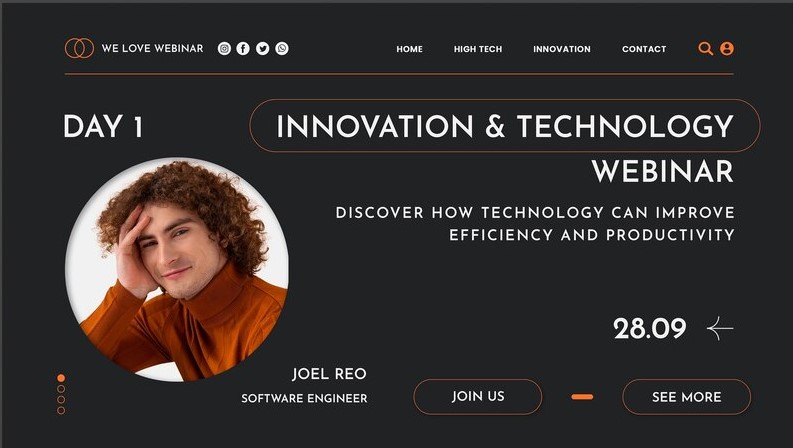 WE LOVE WEBINAR
HOME HIGH TECH INNOVATION CONTACT
DAY 1
INNOVATION & TECHNOLOGY
WEBINAR
DISCOVER HOW TECHNOLOGY CAN IMPROVE
EFFICIENCY AND PRODUCTIVITY
28.09
JOEL REO
SOFTWARE ENGINEER
JOIN US
SEE MORE